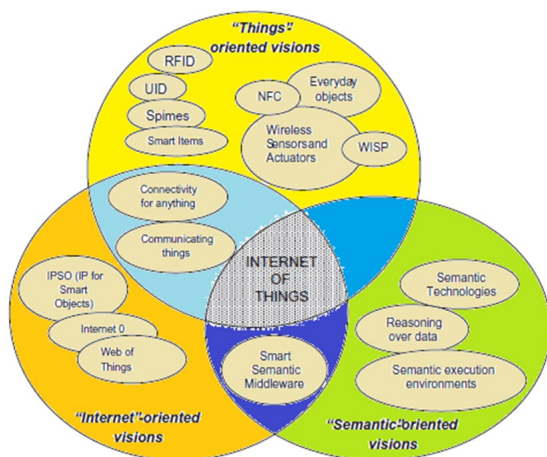 “Things”-
oriented visions
RFID
UID
Spimes
Smart Items
Everyday
objects
NFC
Wireless
Sensors and
Actuators
WISP
Connectivity
for anything
Communicating
things
INTERNET
OF
THINGS
IPSO (IP for
Smart
Objects)
Internet 0
Web of
Things
Semantic
Technologies
Reasoning
over data
Semantic execution
environments
Smart
Semantic
Middleware
“Internet”-oriented
visions
“Semantic”-oriented
visions